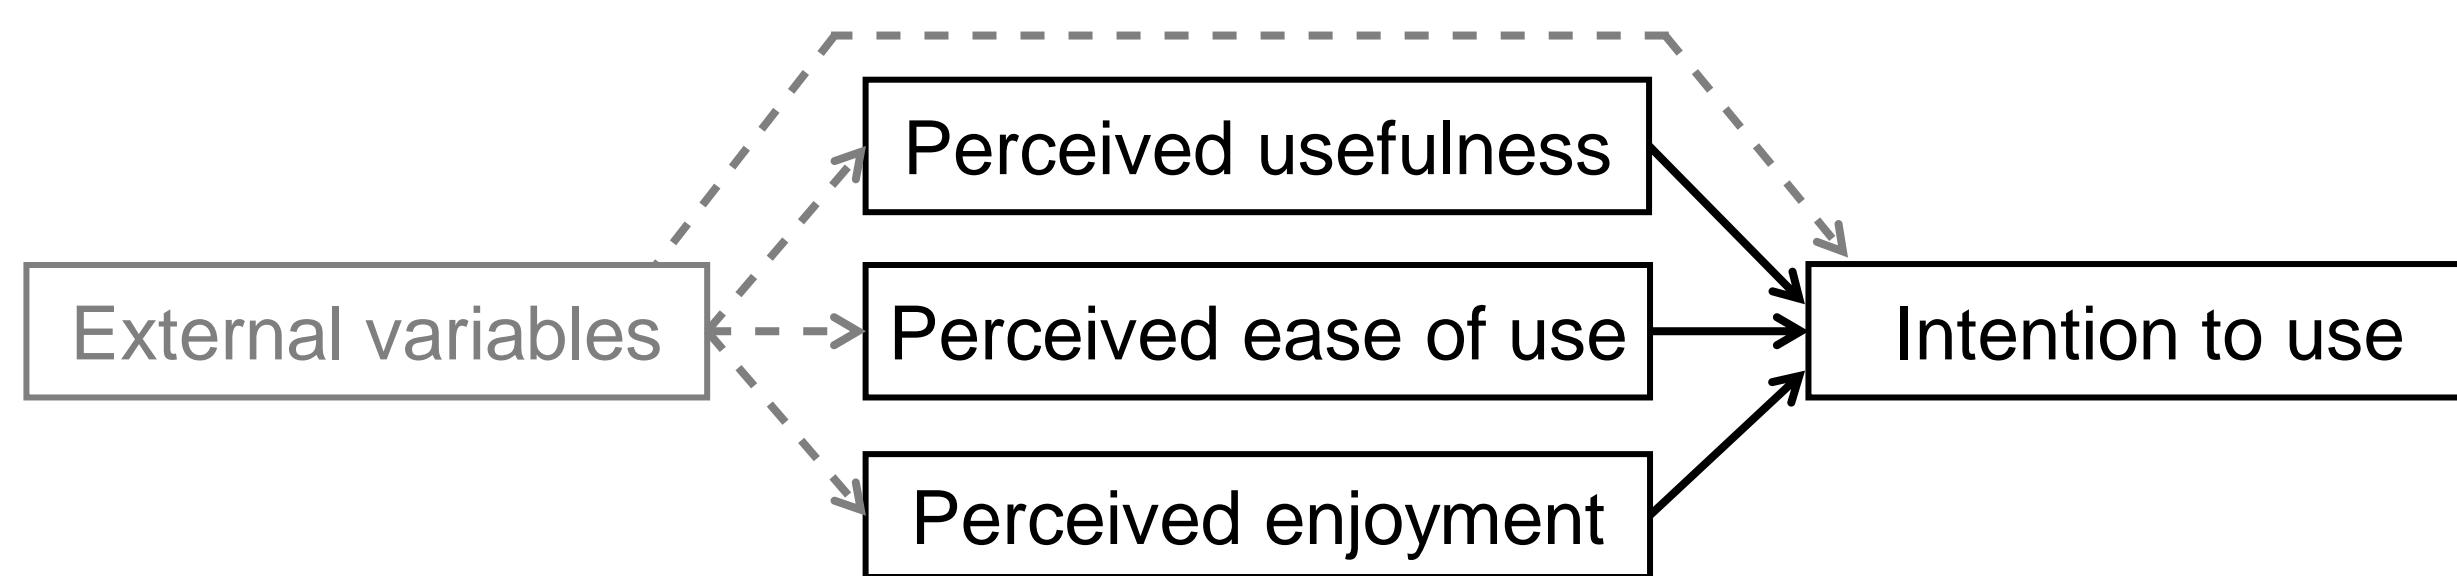 Perceived usefulness
External variables
Perceived ease of use
Intention to use
Perceived enjoyment